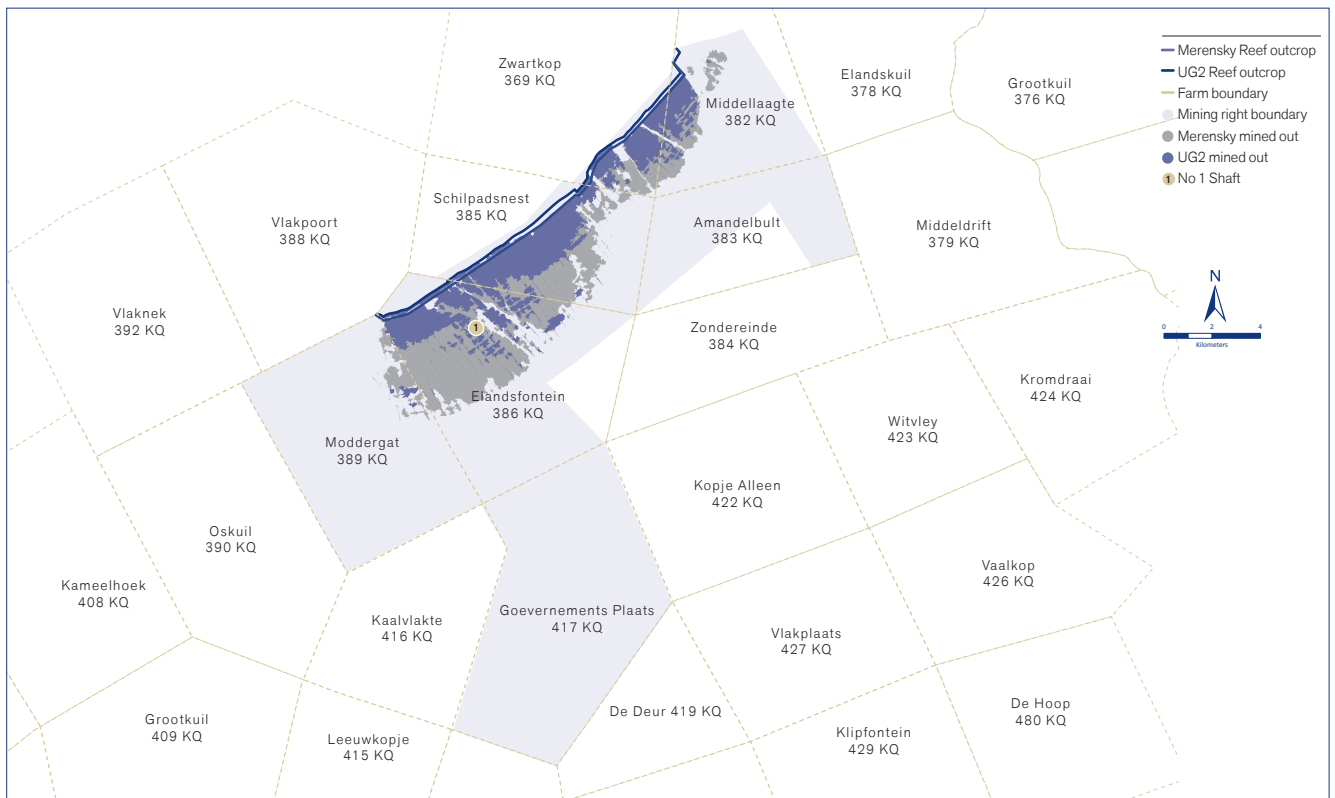 Zwartkop
369 KQ
Elandskuil
378 KQ
Grootkuil
376 KQ
Middellaagte
382 KQ
Merensky Reef outcrop
UG2 Reef outcrop
Farm boundary
Mining right boundary
Merensky mined out
UG2 mined out
1 No 1 Shaft
Schilpadsnest
385 KQ
Vlakpoort
388 KQ
Amandelbult
383 KQ
Middeldrift
379 KQ
N
0 2 4
Kilometers
Vlaknek
392 KQ
1
Zondereinde
384 KQ
Elandsfontein
386 KQ
Kromdraai
424 KQ
Moddergat
389 KQ
Witvley
423 KQ
Kopje Alleen
422 KQ
Oskuil
390 KQ
Vaalkop
426 KQ
Kameelhoek
408 KQ
Kaalvlakte
416 KQ
Goevernements Plaats
417 KQ
Vlakplaats
427 KQ
De Deur 419 KQ
De Hoop
480 KQ
Grootkuil
409 KQ
Leeuwkopje
415 KQ
Klipfontein
429 KQ